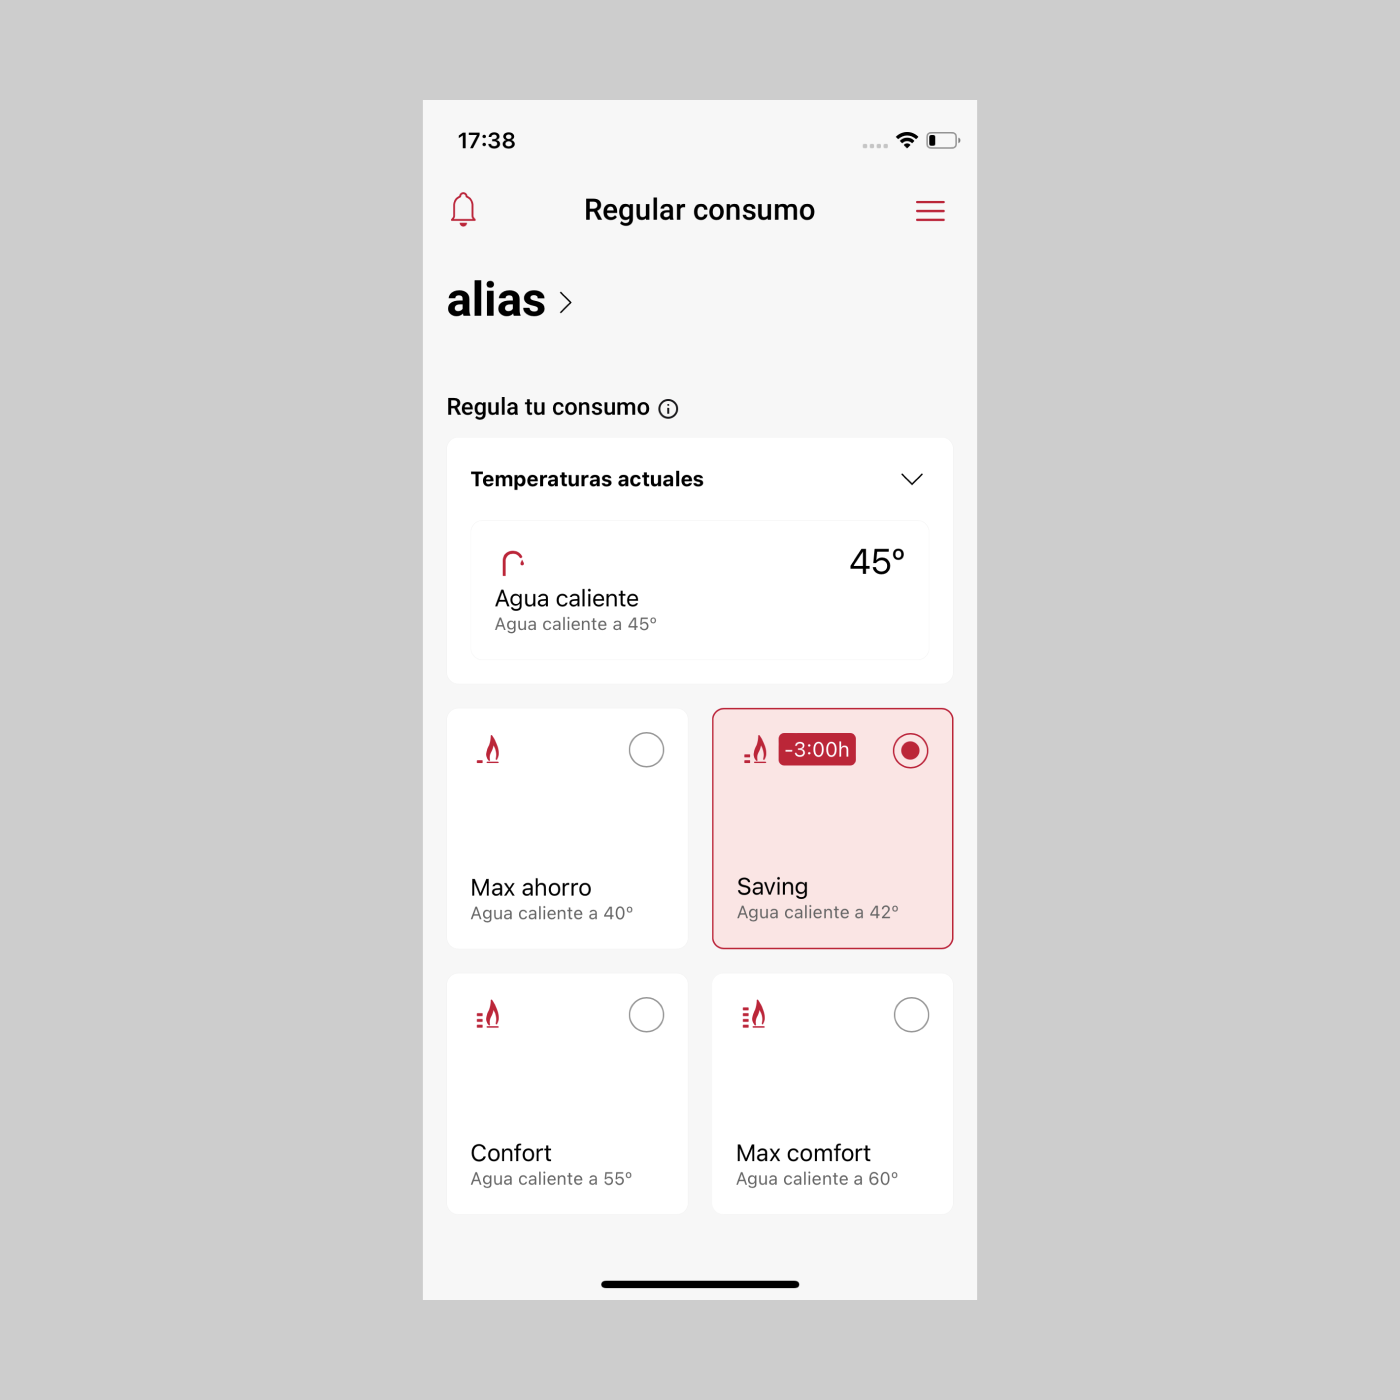 17:38
Regular consumo
alias
Regula tu consumo
Temperaturas actuales
45°
Agua caliente
Agua caliente a 45°
-3:00h
Max ahorro
Agua caliente a 40°
Saving
Agua caliente a 42°
Confort
Agua caliente a 55°
Max comfort
Agua caliente a 60°